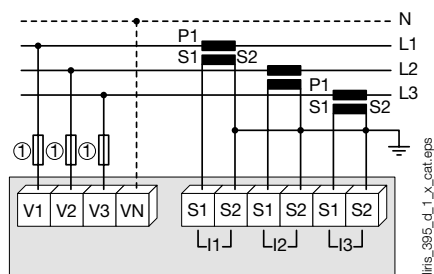 N
P1
L1
S1 S2
L2
P1
L3
S1 S2
① ① ①
V1 V2 V3 VN S1 S2 S1 S2 S1 S2
I1 I2 I3
iris_395_d_1_x_cat.eps